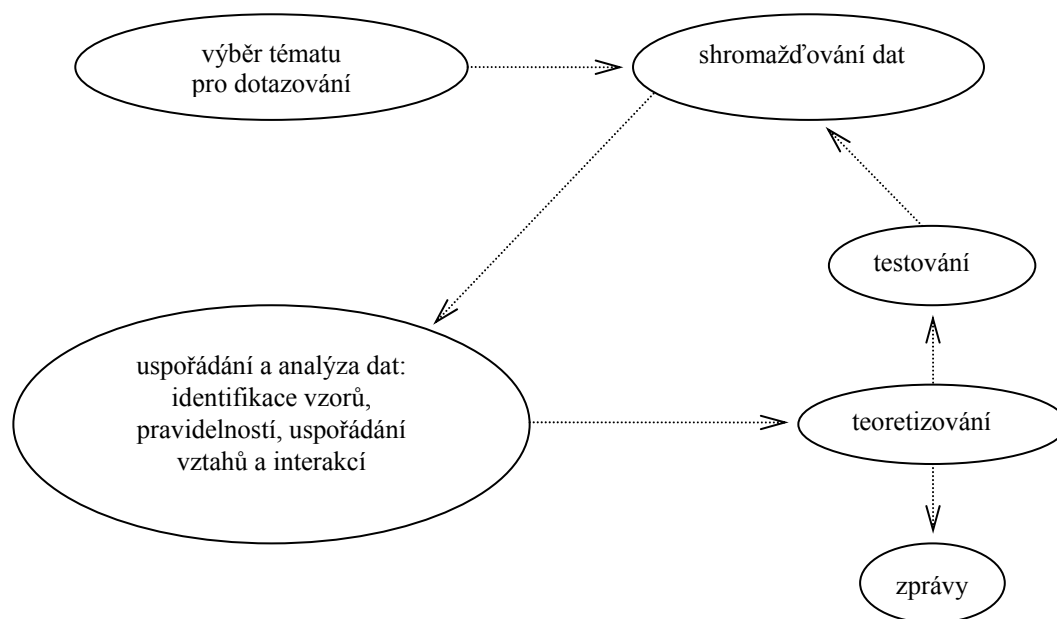 výběr tématu
pro dotazování
shromažďování dat
testování
uspořádání a analýza dat:
identifikace vzorů,
pravidelností, uspořádání
vztahů a interakcí
teoretizování
zprávy